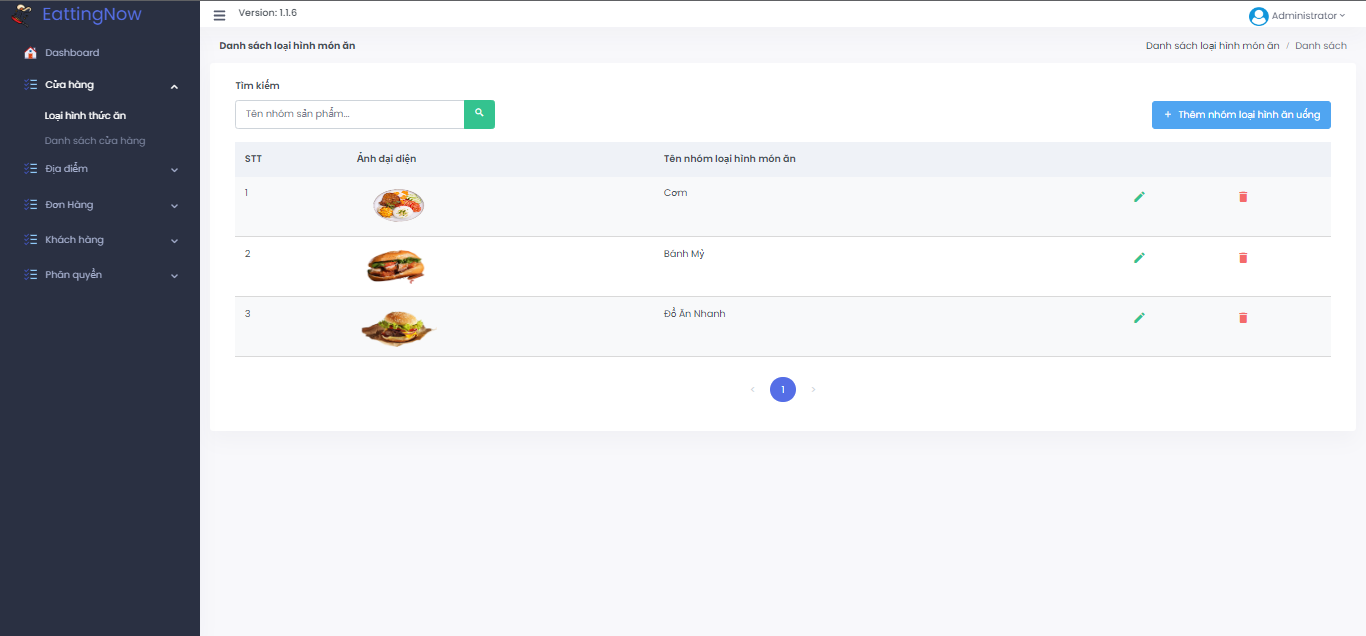 EattingNow
Version: 1.1.6
Administrator
Dashboard
Cửa hàng
Loại hình thức ăn
Danh sách cửa hàng
Địa điểm
Đơn Hàng
Khách hàng
Phân quyền
Danh sách loại hình món ăn
Danh sách loại hình món ăn / Danh sách
Tìm kiếm
Tên nhóm sản phẩm...
+ Thêm nhóm loại hình ăn uống
STT Ảnh đại diện Tên nhóm loại hình món ăn
1 Cơm
2 Bánh Mỳ
3 Đồ Ăn Nhanh
< 1 >